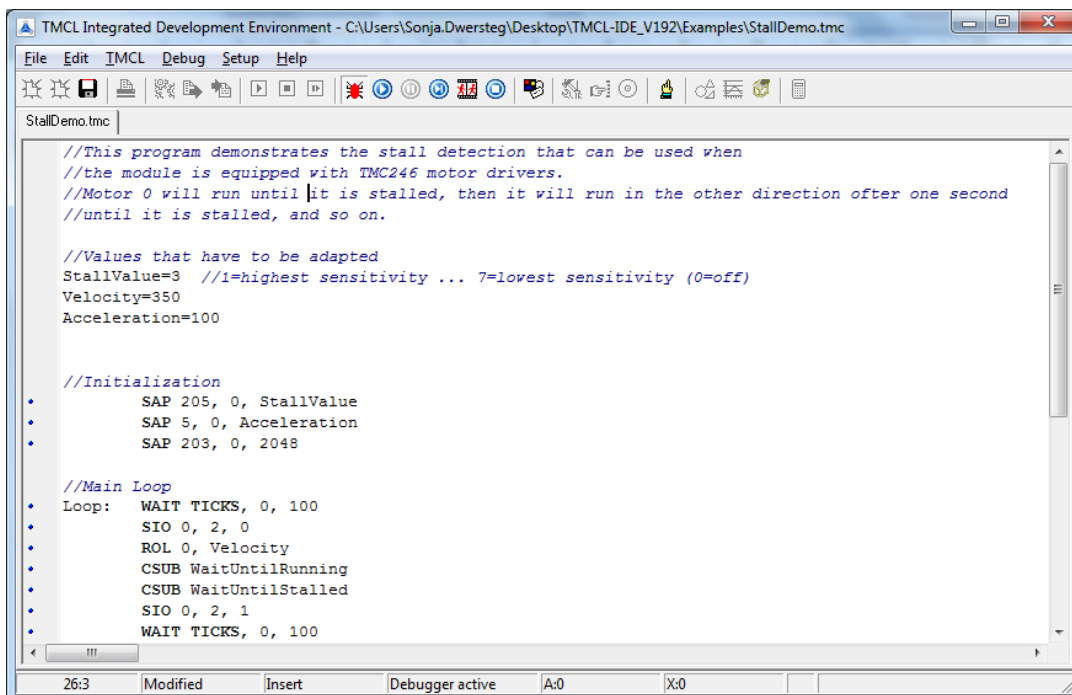 TMCL Integrated Development Environment - C:\Users\Sonja.Dwersteg\Desktop\TMCL-IDE_V192\Examples\StallDemo.tmc
File Edit TMCL Debug Setup Help
StallDemo.tmc
//This program demonstrates the stall detection that can be used when
//the module is equipped with TMC246 motor drivers.
//Motor 0 will run until it is stalled, then it will run in the other direction ofter one second
//until it is stalled, and so on.
//Values that have to be adapted
StallValue=3 //1=highest sensitivity ... 7=lowest sensitivity (0=off)
Velocity=350
Acceleration=100
//Initialization
SAP 205, 0, StallValue
SAP 5, 0, Acceleration
SAP 203, 0, 2048
//Main Loop
Loop: WAIT TICKS, 0, 100
SIO 0, 2, 0
ROL 0, Velocity
CSUB WaitUntilRunning
CSUB WaitUntilStalled
SIO 0, 2, 1
WAIT TICKS, 0, 100
26:3 Modified Insert Debugger active A:0 X:0